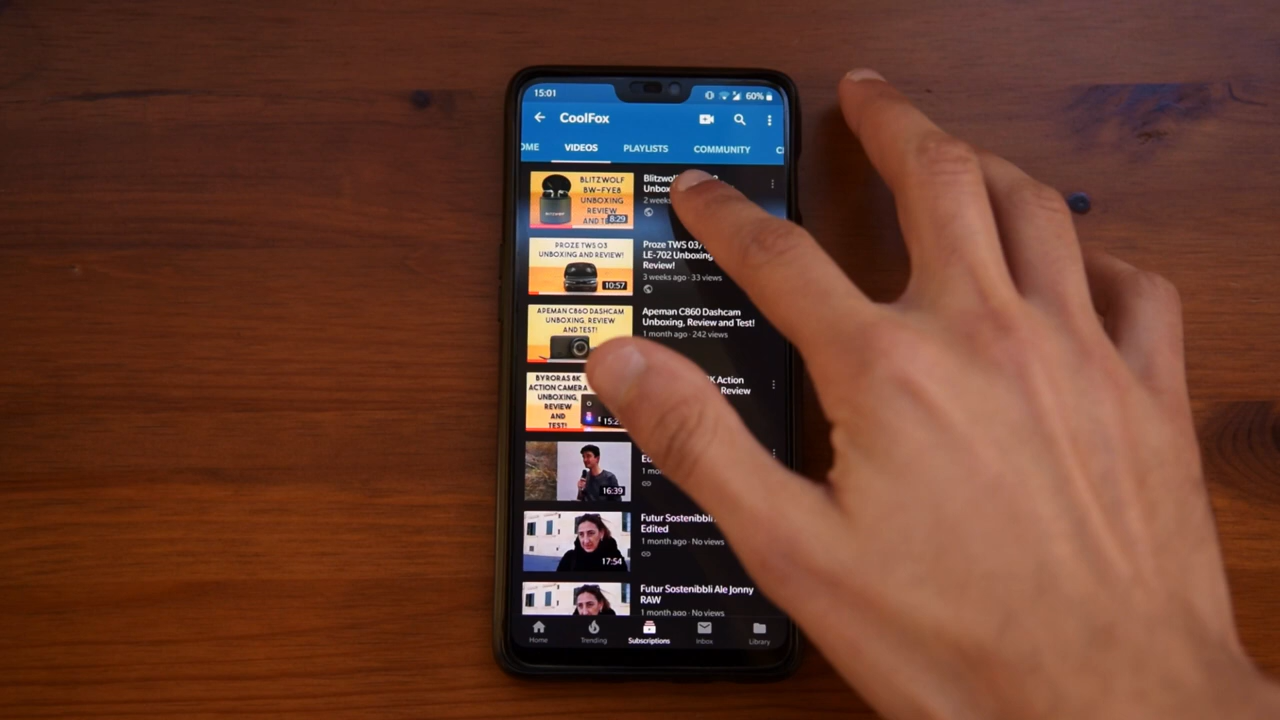 15:01
60%
CoolFox
OME
VIDEOS
PLAYLISTS
COMMUNITY
BLITZWOLF
BW-FYE8
UNBOXING
REVIEW
AND
8:29
2 weeks
PROZE TWS 03
UNBOXING AND REVIEW!
10:57
Proze TWS 03/
LE-702 Unboxing,
Review!
3 weeks ago · 33 views
APEMAN C860 DASHCAM
UNBOXING, REVIEW
AND TEST!
Apeman C860 Dashcam
Unboxing, Review and Test!
1 month ago · 242 views
BYRORAS 8K
ACTION CAMERA
UNBOXING,
REVIEW
AND
TEST!
Action
Review
16:39
17:54
Futur Sostenibbli
Edited
1 month ago · No views
Futur Sostenibbli Ale Jonny
RAW
1 month ago · No views
Home
Trending
Subscriptions
Inbox
Library